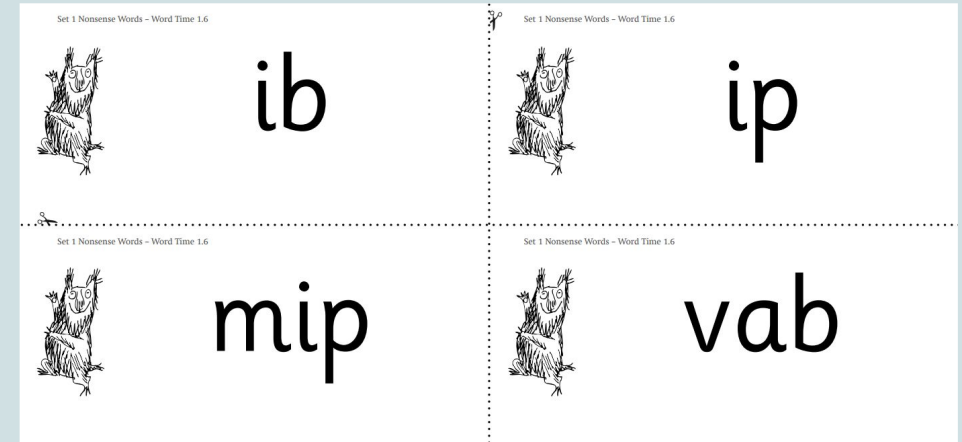 Set 1 Nonsense Words – Word Time 1.6
ib
Set 1 Nonsense Words – Word Time 1.6
ip
Set 1 Nonsense Words – Word Time 1.6
mip
Set 1 Nonsense Words – Word Time 1.6
vab